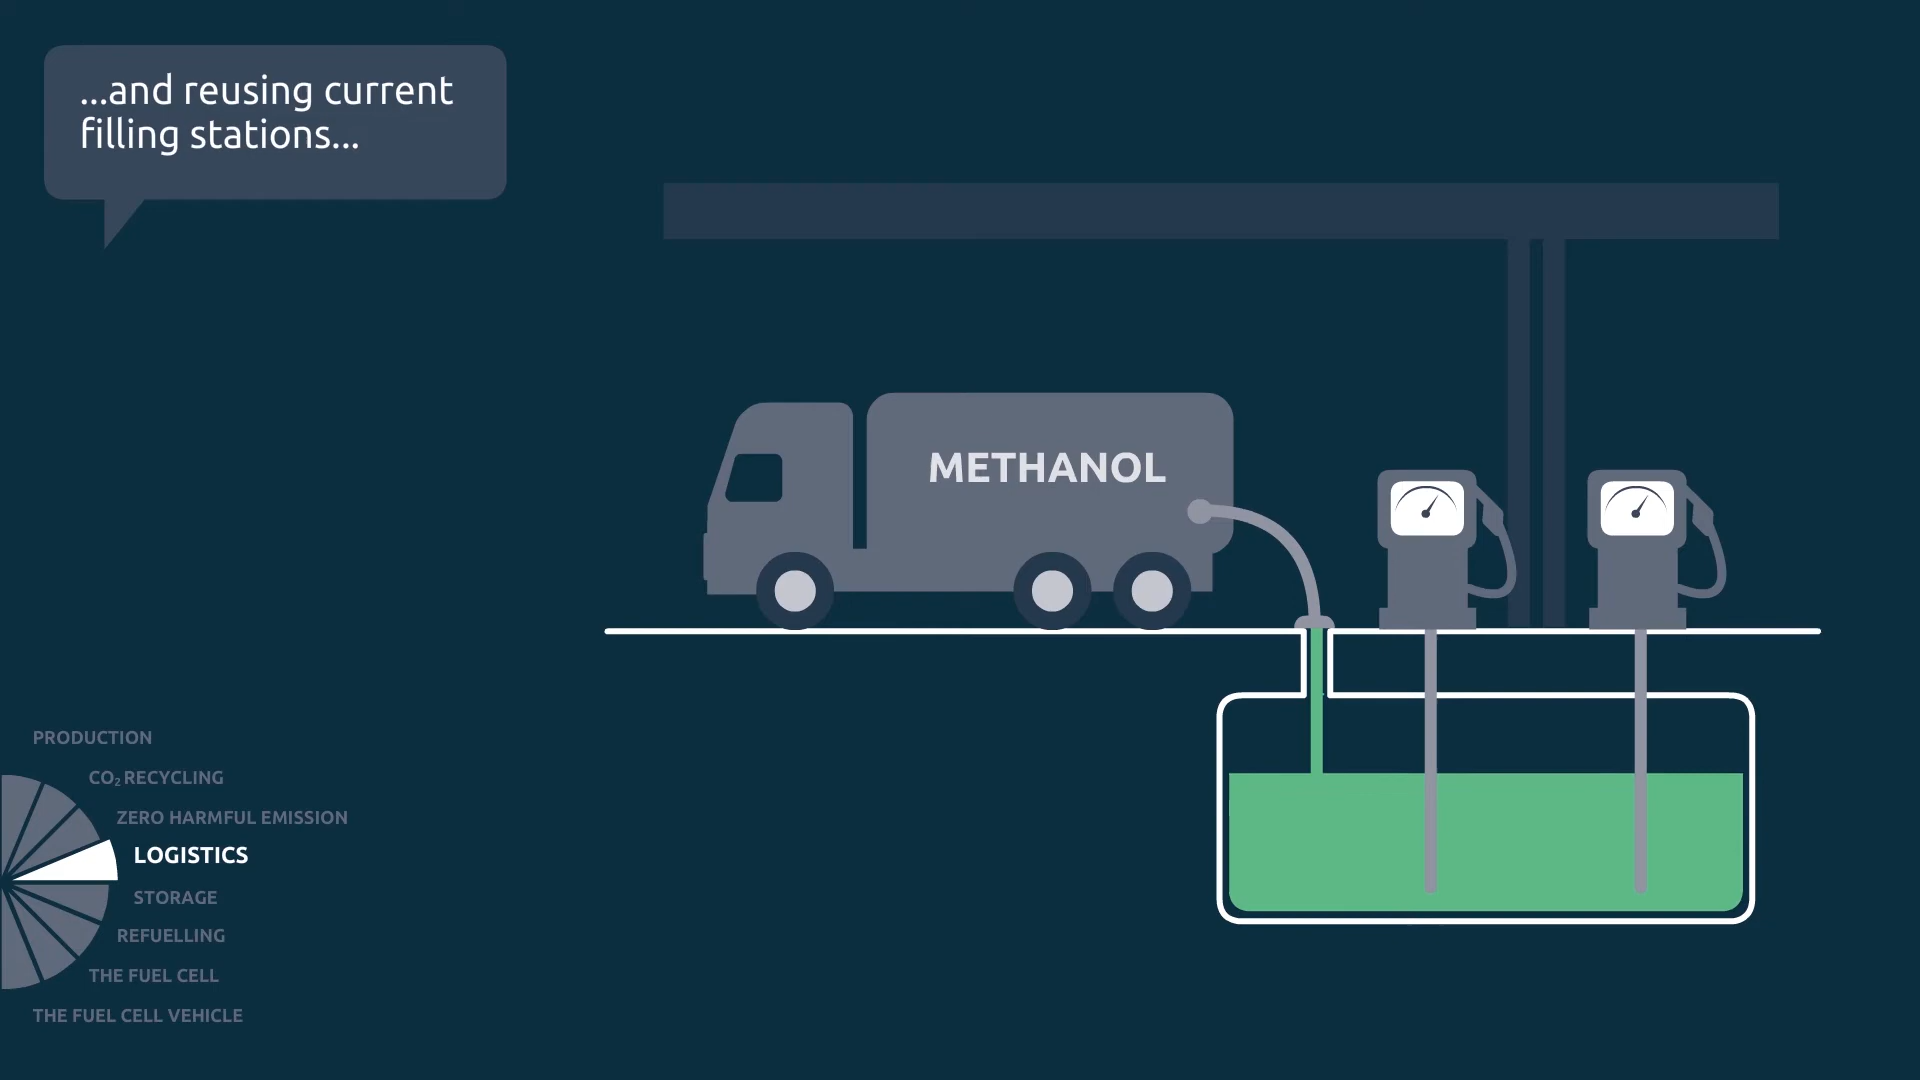 ...and reusing current
filling stations...
METHANOL
PRODUCTION
CO₂ RECYCLING
ZERO HARMFUL EMISSION
LOGISTICS
STORAGE
REFUELLING
THE FUEL CELL
THE FUEL CELL VEHICLE